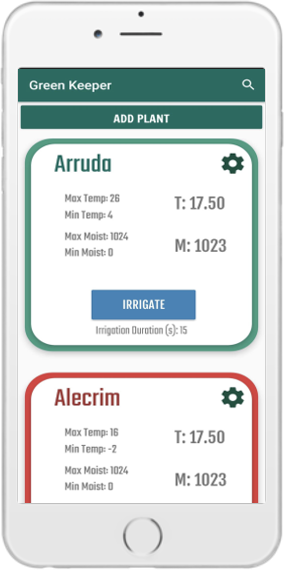 Green Keeper
ADD PLANT
Arruda
Max Temp: 26
Min Temp: 4
T: 17.50
Max Moist: 1024
Min Moist: 0
M: 1023
IRRIGATE
Irrigation Duration (s): 15
Alecrim
Max Temp: 16
Min Temp: -2
T: 17.50
Max Moist: 1024
Min Moist: 0
M: 1023